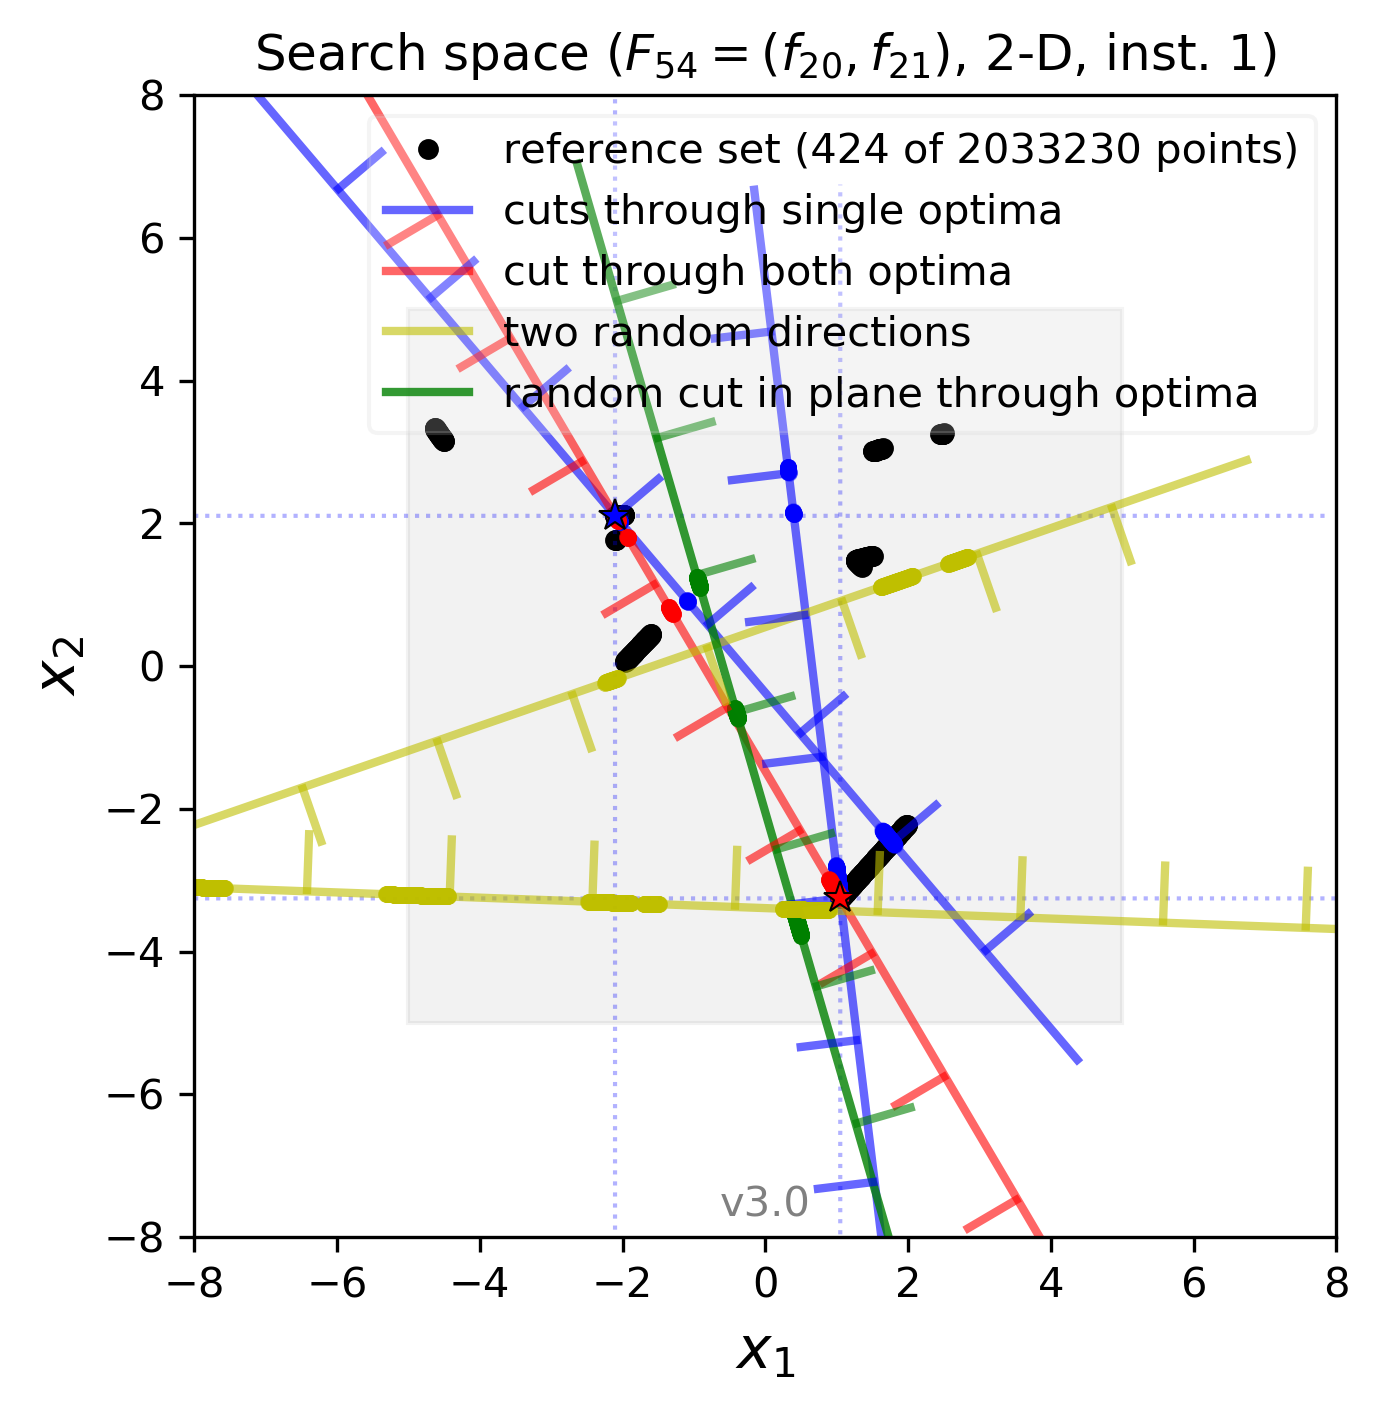 Search space (F₅₄ = (f₂₀, f₂₁), 2-D, inst. 1)
reference set (424 of 2033230 points)
cuts through single optima
cut through both optima
two random directions
random cut in plane through optima
8
6
4
2
0
−2
−4
−6
−8
x₂
v3.0
−8 −6 −4 −2 0 2 4 6 8
x₁